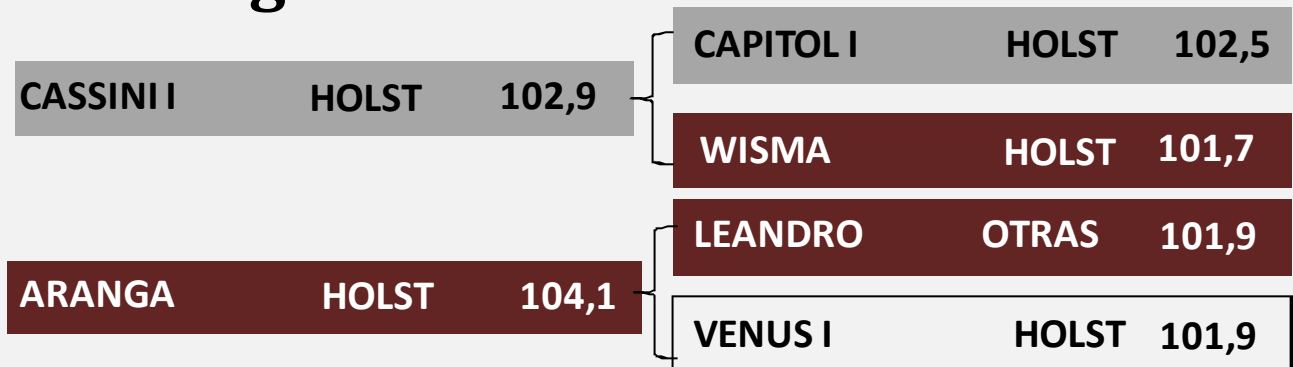 CAPITOL I HOLST 102,5
CASSINI I HOLST 102,9
WISMA HOLST 101,7
LEANDRO OTRAS 101,9
ARANGA HOLST 104,1
VENUS I HOLST 101,9